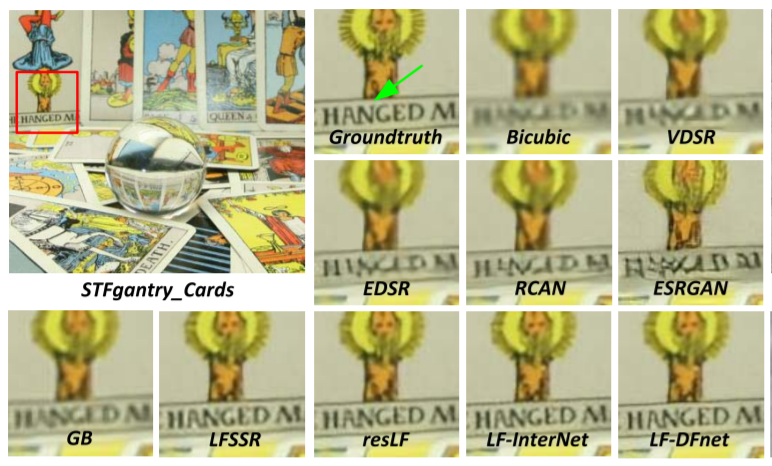 HANGED M
QUEEN
DEATH.
HANGED M
Groundtruth
Bicubic
VDSR
EDSR
RCAN
ESRGAN
STFgantry_Cards
HANGED M
GB
HANGED M
LFSSR
HANGED M
resLF
HANGED M
LF-InterNet
HANGED M
LF-DFnet